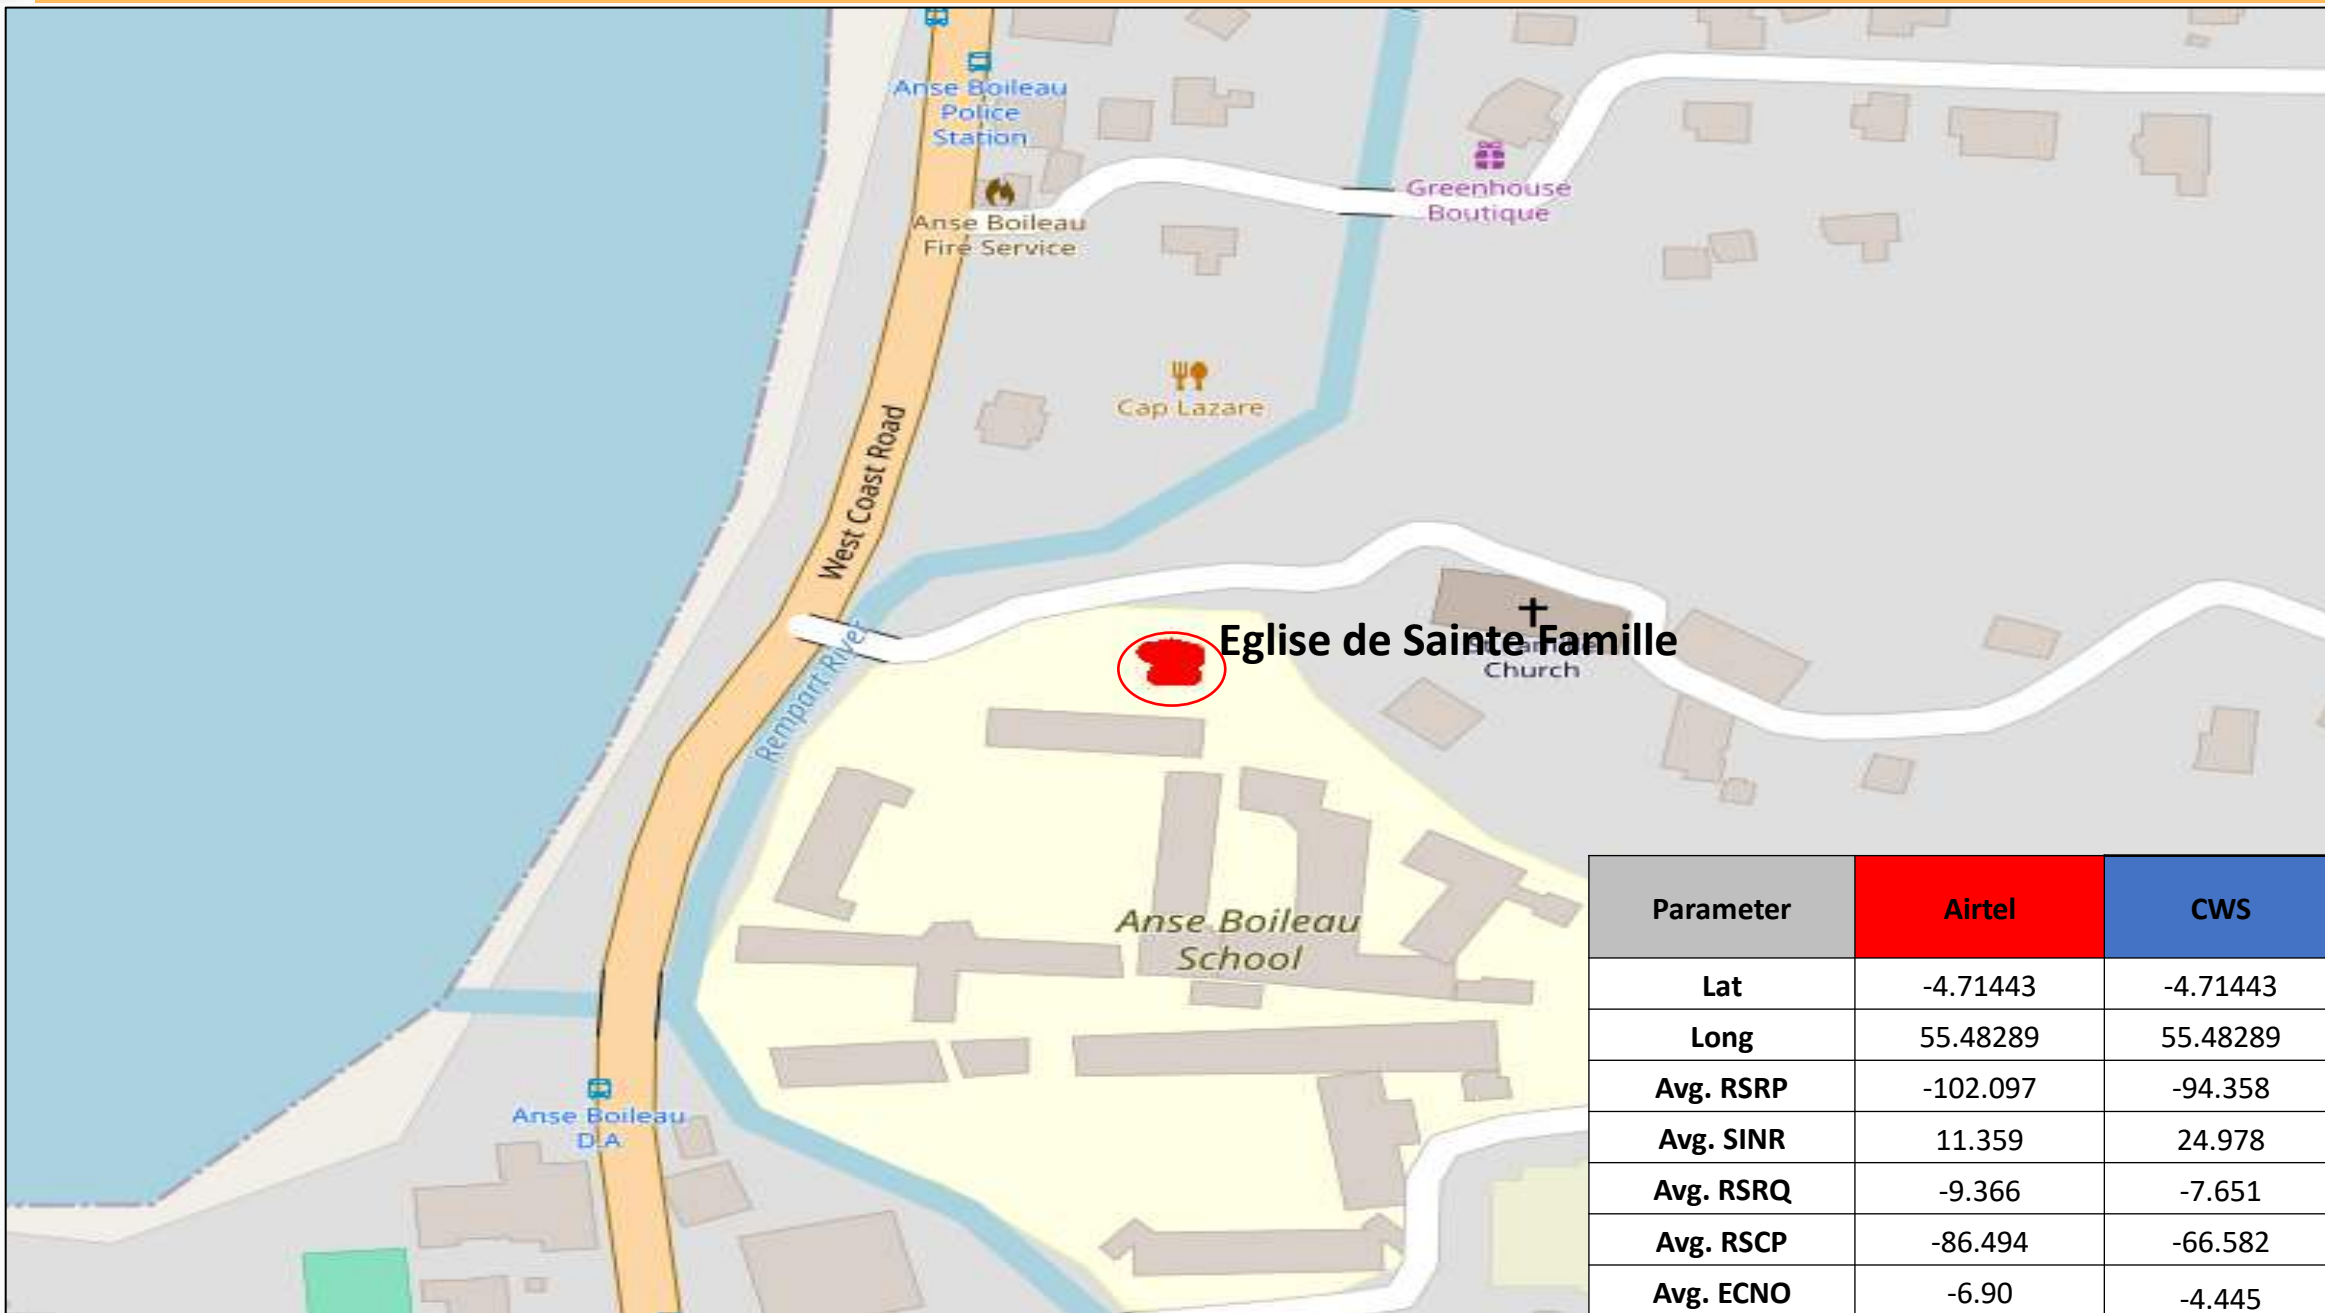 Anse Boileau
Police
Station
Anse Boileau
Fire Service
Greenhouse
Boutique
Cap Lazare
West Coast Road
Rempart River
Eglise de Sainte Famille
St Famille
Church
Anse Boileau
School
Anse Boileau
D.A
Parameter Airtel CWS
Lat -4.71443 -4.71443
Long 55.48289 55.48289
Avg. RSRP -102.097 -94.358
Avg. SINR 11.359 24.978
Avg. RSRQ -9.366 -7.651
Avg. RSCP -86.494 -66.582
Avg. ECNO -6.90 -4.445